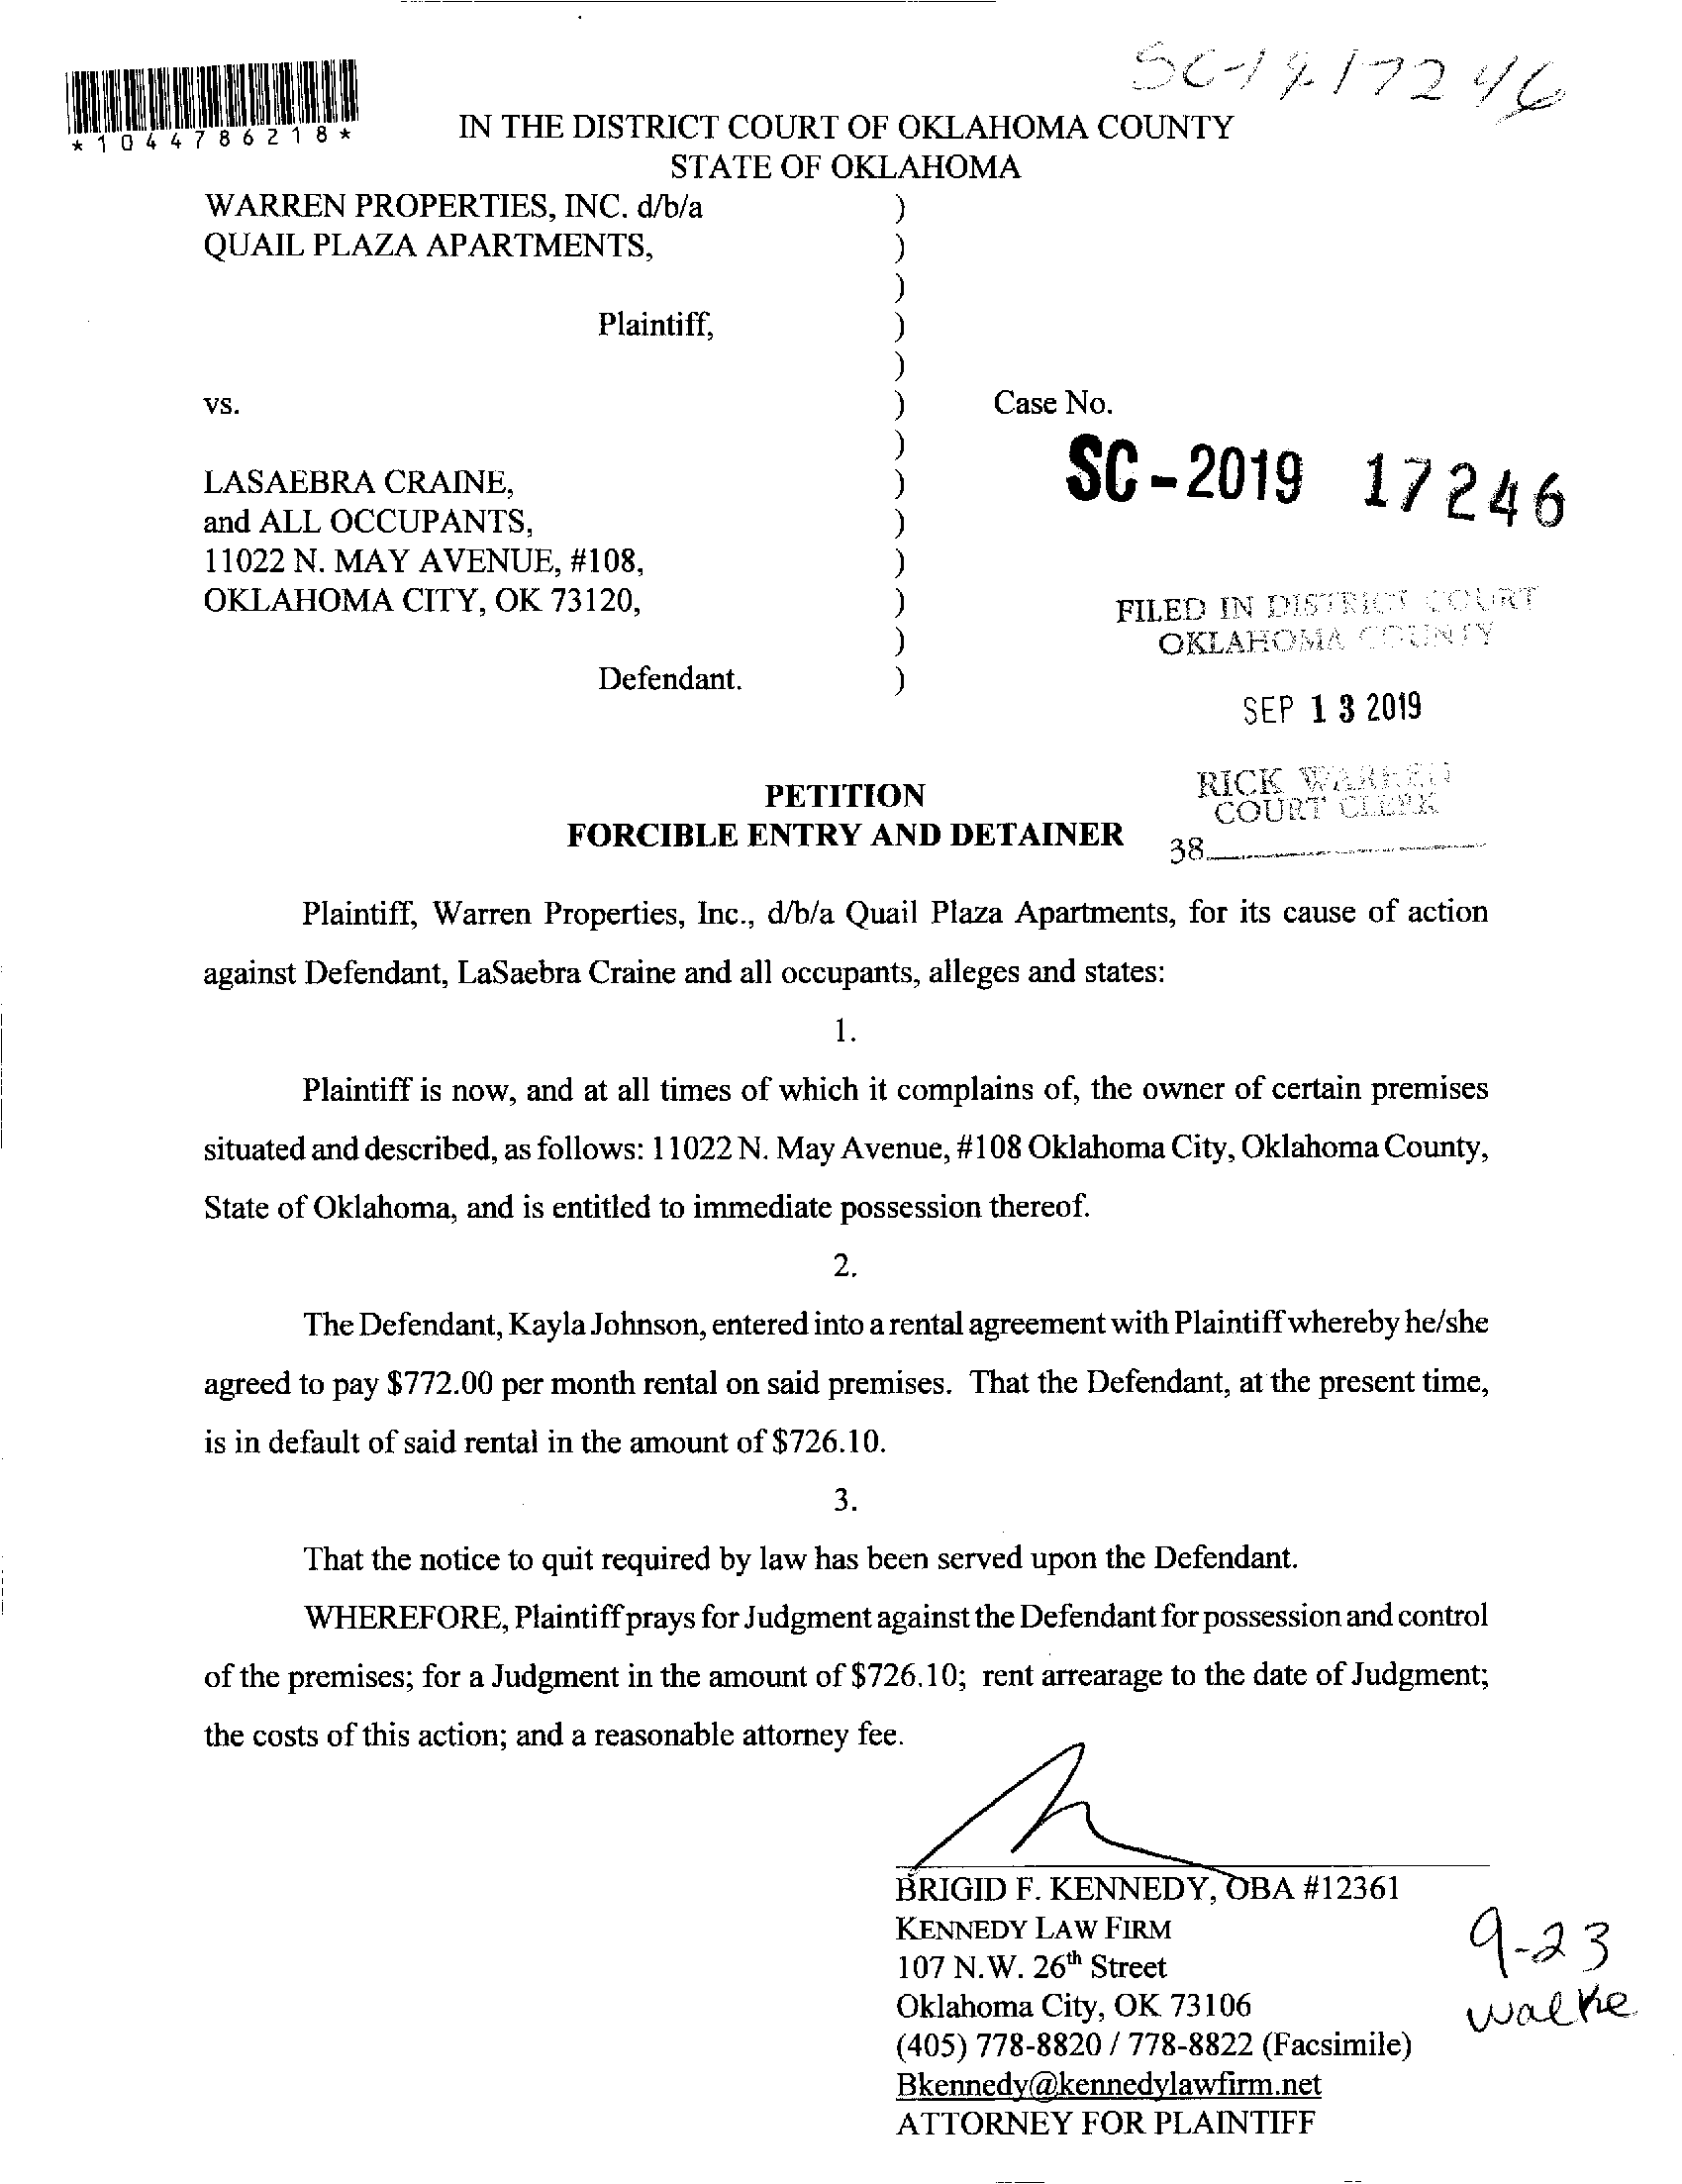 SC-19-17246
*1044786218*
IN THE DISTRICT COURT OF OKLAHOMA COUNTY
STATE OF OKLAHOMA
WARREN PROPERTIES, INC. d/b/a )
QUAIL PLAZA APARTMENTS, )
)
Plaintiff, )
)
vs. ) Case No.
)
SC-2019 17246
LASAEBRA CRAINE, )
and ALL OCCUPANTS, )
11022 N. MAY AVENUE, #108, )
OKLAHOMA CITY, OK 73120, )
)
Defendant. )
FILED IN DISTRICT COURT
OKLAHOMA COUNTY
SEP 13 2019
RICK WARREN
COURT CLERK
38
PETITION
FORCIBLE ENTRY AND DETAINER
Plaintiff, Warren Properties, Inc., d/b/a Quail Plaza Apartments, for its cause of action
against Defendant, LaSaebra Craine and all occupants, alleges and states:
1.
Plaintiff is now, and at all times of which it complains of, the owner of certain premises
situated and described, as follows: 11022 N. May Avenue, #108 Oklahoma City, Oklahoma County,
State of Oklahoma, and is entitled to immediate possession thereof.
2.
The Defendant, Kayla Johnson, entered into a rental agreement with Plaintiff whereby he/she
agreed to pay $772.00 per month rental on said premises. That the Defendant, at the present time,
is in default of said rental in the amount of $726.10.
3.
That the notice to quit required by law has been served upon the Defendant.
WHEREFORE, Plaintiff prays for Judgment against the Defendant for possession and control
of the premises; for a Judgment in the amount of $726.10; rent arrearage to the date of Judgment;
the costs of this action; and a reasonable attorney fee.
BRIGID F. KENNEDY, OBA #12361
KENNEDY LAW FIRM
107 N.W. 26th Street
Oklahoma City, OK 73106
(405) 778-8820 / 778-8822 (Facsimile)
Bkennedy@kennedylawfirm.net
ATTORNEY FOR PLAINTIFF
9-23
walke